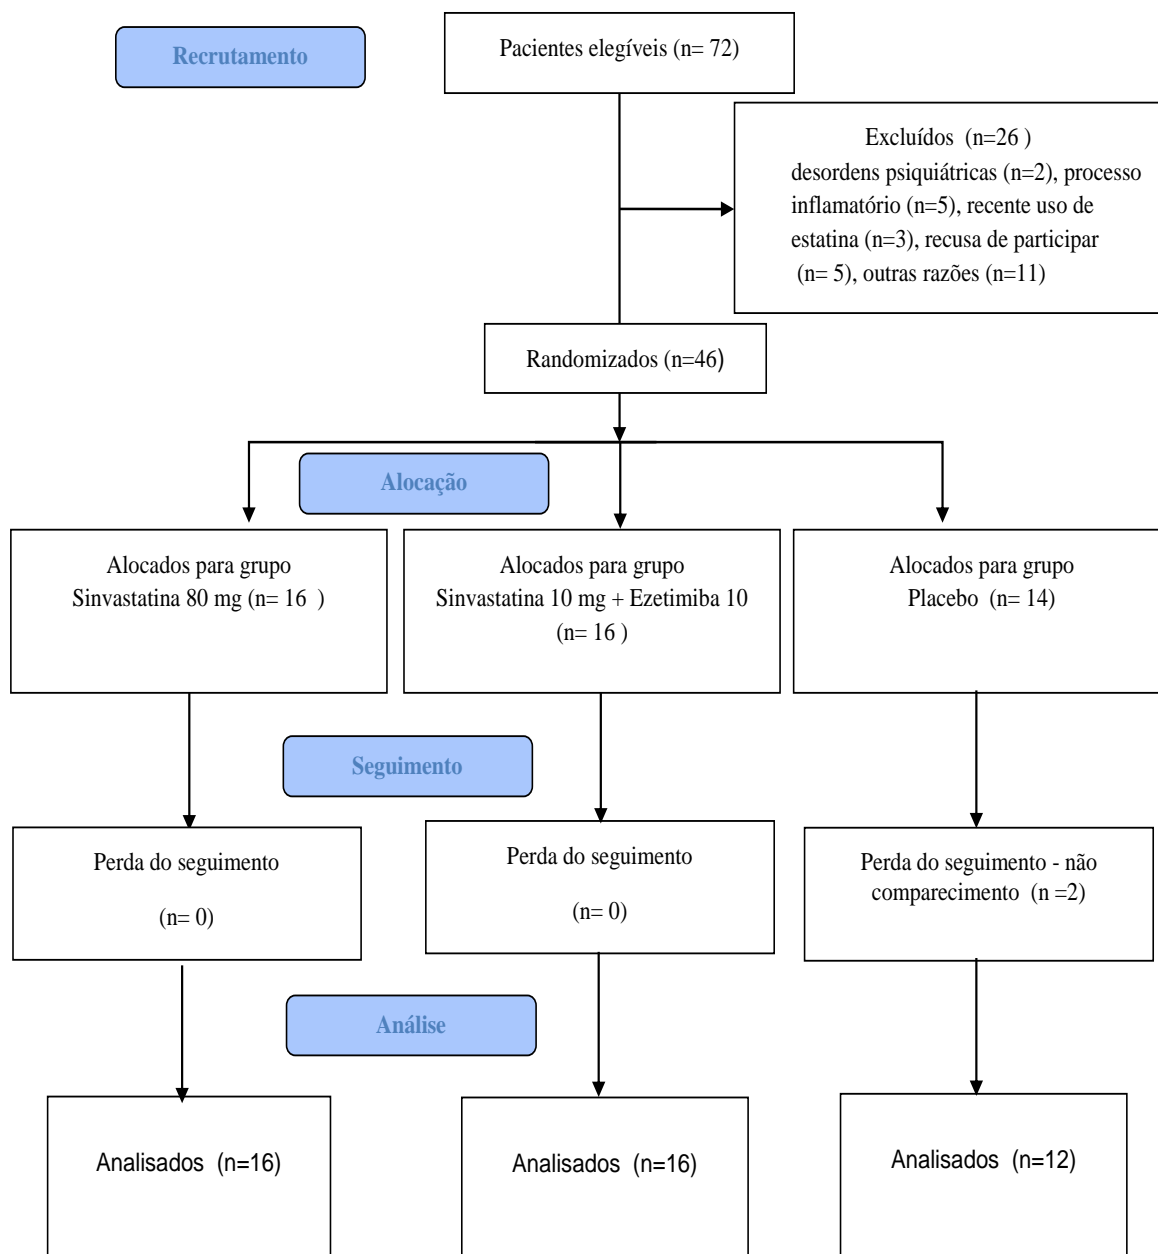 Recrutamento
Pacientes elegíveis (n= 72)
Excluídos (n=26 )
desordens psiquiátricas (n=2), processo
inflamatório (n=5), recente uso de
estatina (n=3), recusa de participar
(n= 5), outras razões (n=11)
Randomizados (n=46)
Alocação
Alocados para grupo
Sinvastatina 80 mg (n= 16 )
Alocados para grupo
Sinvastatina 10 mg + Ezetimiba 10
(n= 16 )
Alocados para grupo
Placebo (n= 14)
Seguimento
Perda do seguimento
(n= 0)
Perda do seguimento
(n= 0)
Perda do seguimento - não
comparecimento (n =2)
Análise
Analisados (n=16)
Analisados (n=16)
Analisados (n=12)